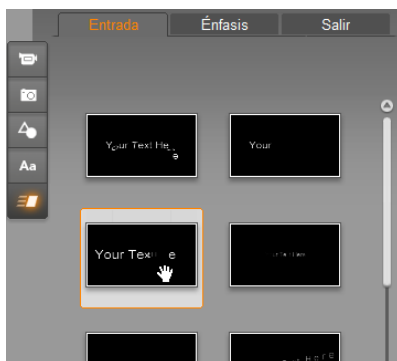 Entrada Énfasis Salir
Your Text He e
Your
Aa
Your Tex e